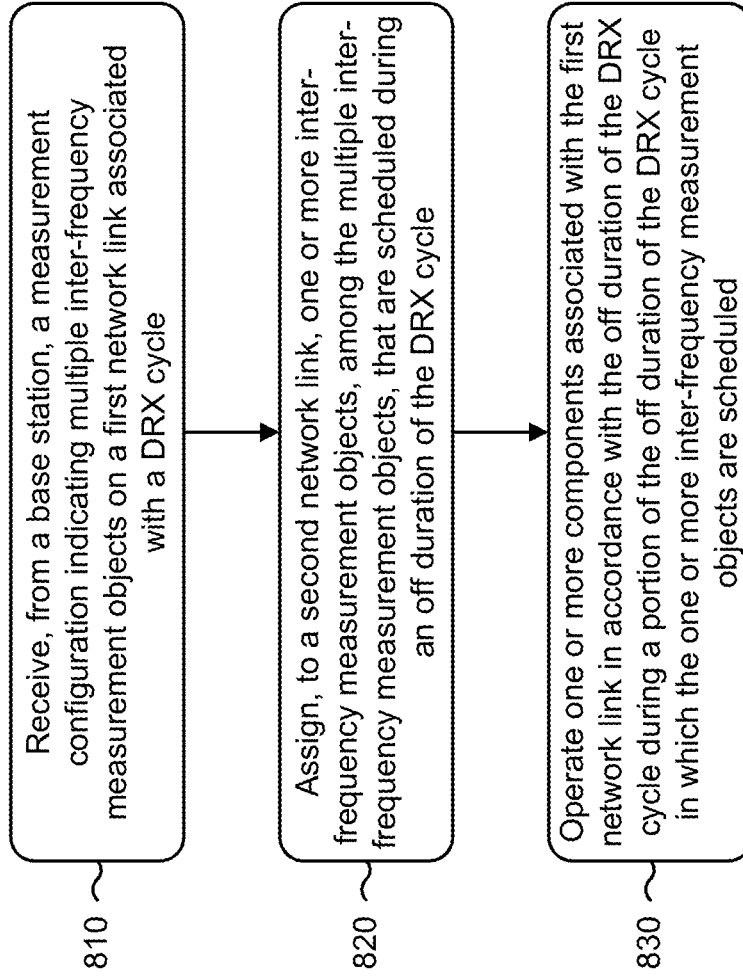 810
Receive, from a base station, a measurement
configuration indicating multiple inter-frequency
measurement objects on a first network link associated
with a DRX cycle
820
Assign, to a second network link, one or more inter-
frequency measurement objects, among the multiple inter-
frequency measurement objects, that are scheduled during
an off duration of the DRX cycle
830
Operate one or more components associated with the first
network link in accordance with the off duration of the DRX
cycle during a portion of the off duration of the DRX cycle
in which the one or more inter-frequency measurement
objects are scheduled